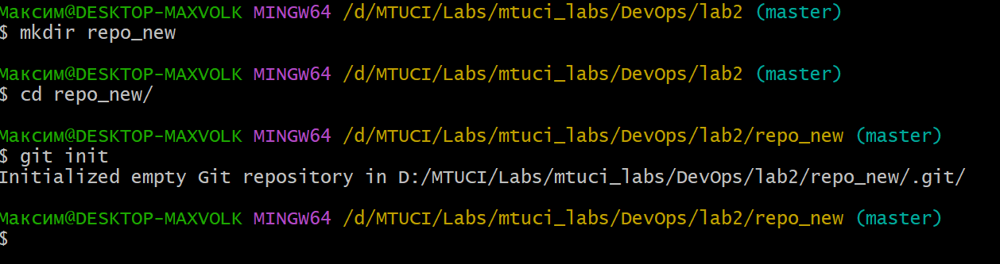 Максим@DESKTOP-MAXVOLK MINGW64 /d/MTUCI/Labs/mtuci_labs/DevOps/lab2 (master)
$ mkdir repo_new
Максим@DESKTOP-MAXVOLK MINGW64 /d/MTUCI/Labs/mtuci_labs/DevOps/lab2 (master)
$ cd repo_new/
Максим@DESKTOP-MAXVOLK MINGW64 /d/MTUCI/Labs/mtuci_labs/DevOps/lab2/repo_new (master)
$ git init
Initialized empty Git repository in D:/MTUCI/Labs/mtuci_labs/DevOps/lab2/repo_new/.git/
Максим@DESKTOP-MAXVOLK MINGW64 /d/MTUCI/Labs/mtuci_labs/DevOps/lab2/repo_new (master)
$